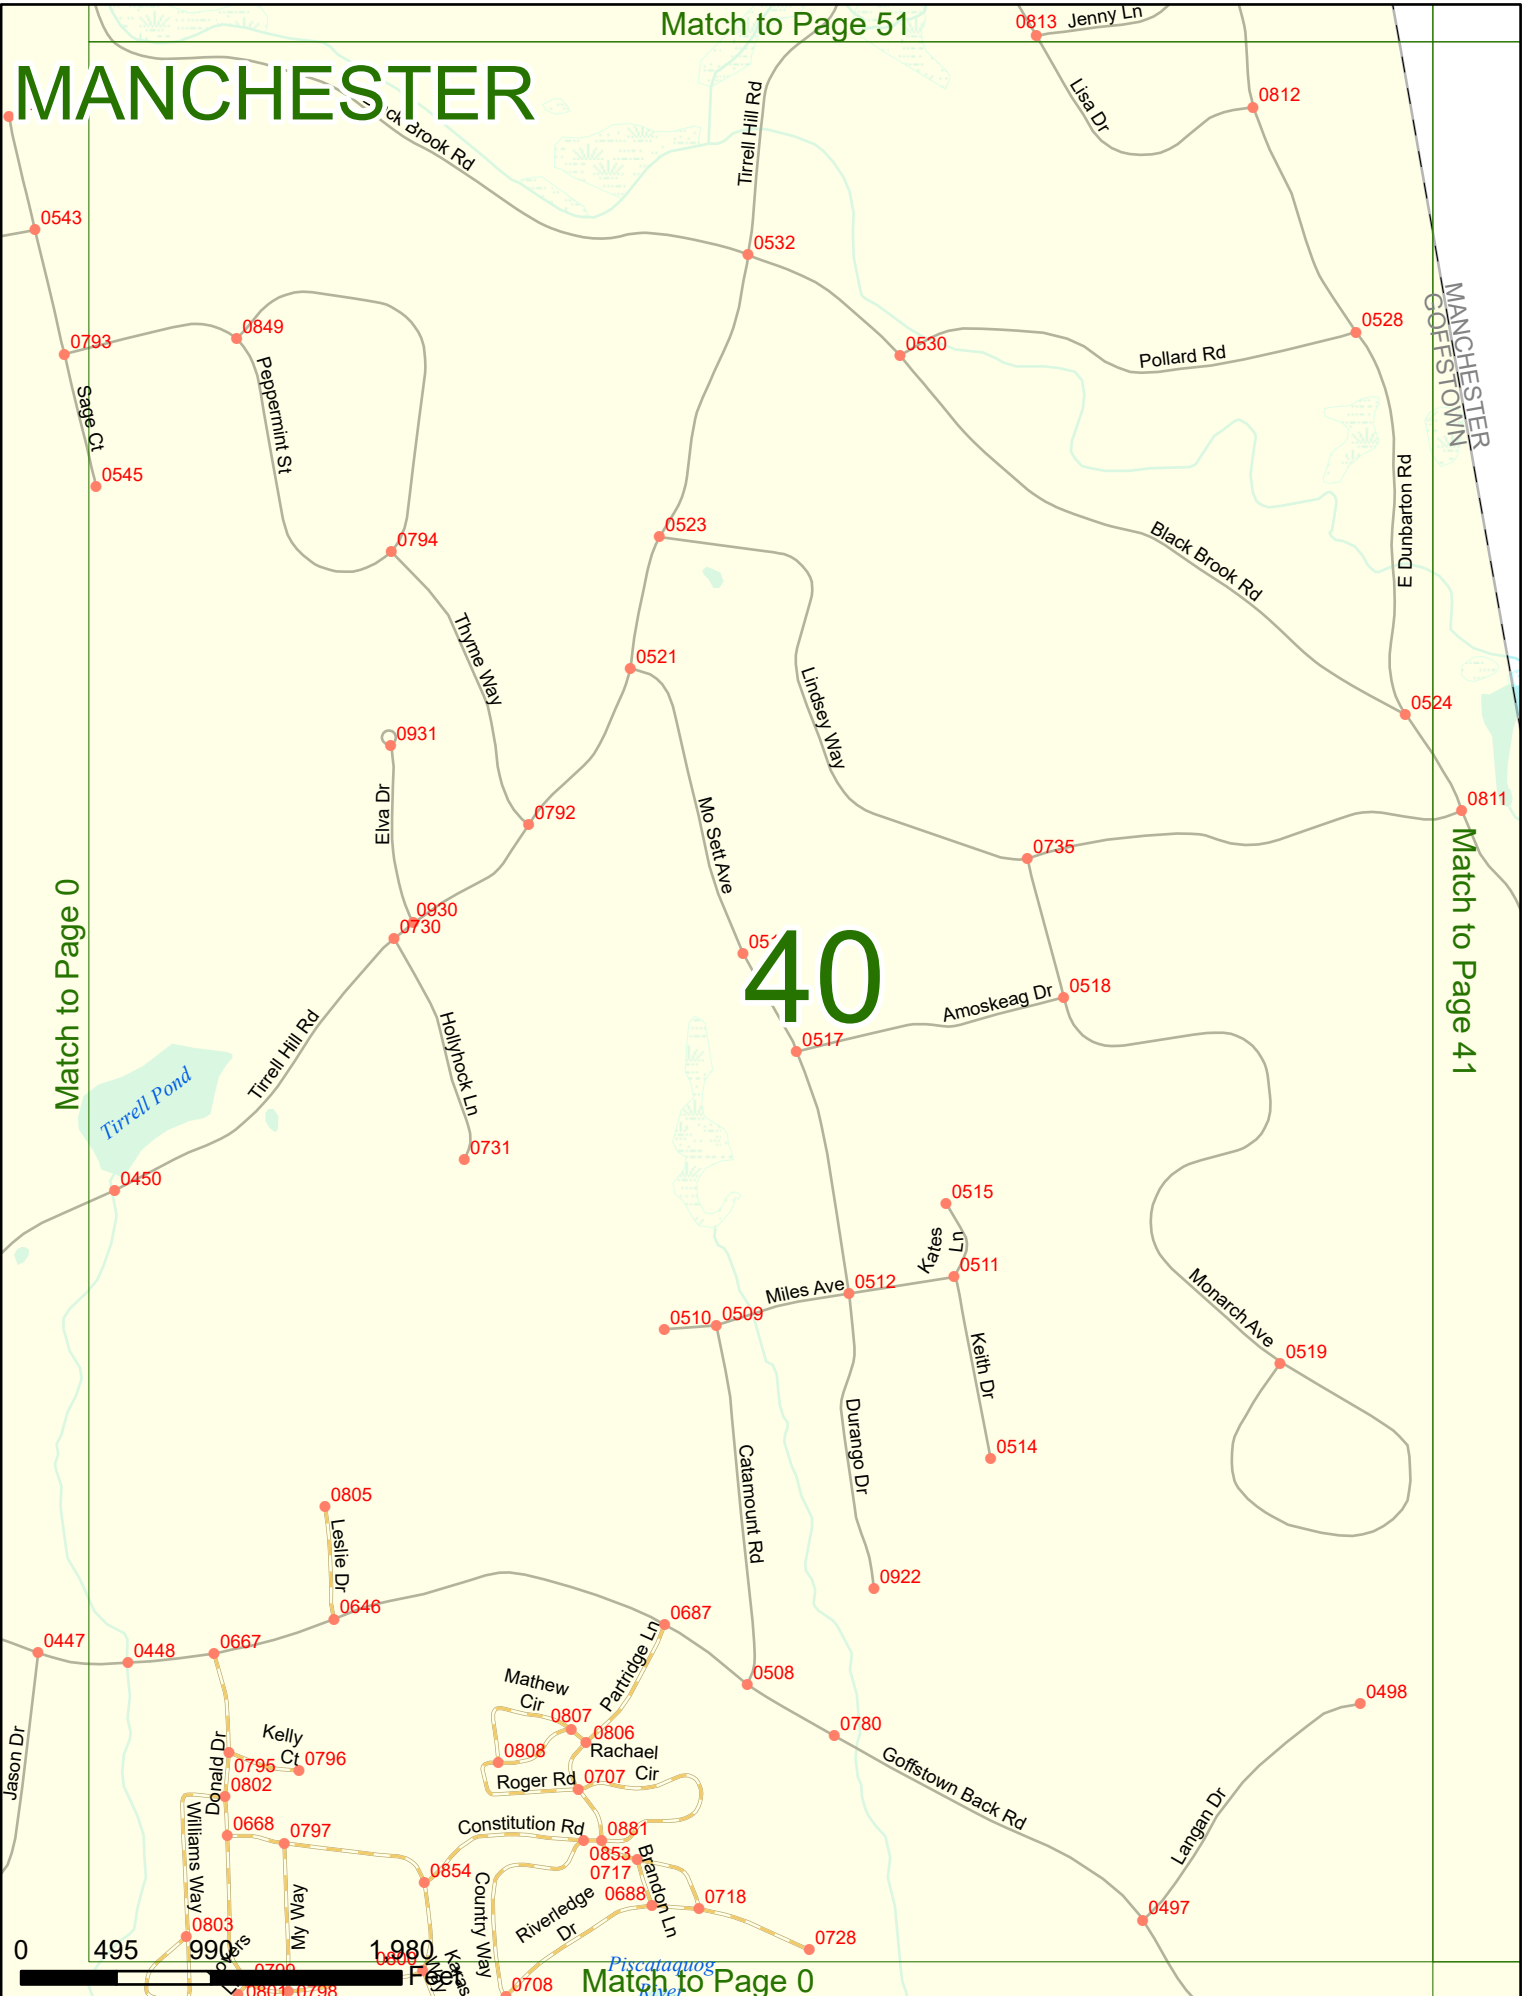 Match to Page 51
0813
Jenny Ln
MANCHESTER
ck Brook Rd
Tirrell Hill Rd
Lisa Dr
0812
0543
0532
MANCHESTER
GOFFSTOWN
0793
0849
0530
Pollard Rd
0528
Sage Ct
Peppermint St
0545
E Dunbarton Rd
0794
0523
Black Brook Rd
Thyme Way
0521
Lindsey Way
0524
0931
Elva Dr
0792
Mo Sett Ave
0811
0735
Match to Page 0
Match to Page 41
0930
0730
40
Amoskeag Dr
0518
Tirrell Hill Rd
Hollyhock Ln
0517
Tirrell Pond
0731
0450
0515
Kates
Ln
0511
Miles Ave
0512
0510
0509
Monarch Ave
0519
Keith Dr
Durango Dr
Catamount Rd
0514
0805
Leslie Dr
0922
0646
0687
0447
0448
0667
Partridge Ln
Mathew
Cir
0508
0498
0807
0806
0780
Jason Dr
Donald Dr
Kelly
Ct
0795
0796
0808
Rachael
Cir
Roger Rd
0707
Goffstown Back Rd
0802
Williams Way
0668
0797
Constitution Rd
0881
0853
0717
Brandon Ln
Langan Dr
0854
Country Way
Riverledge
Dr
0688
0718
0497
My Way
0803
0728
0
495
990
1,980
Feet
0800
0799
0801
0798
Karas
Way
0708
Piscataquog
River
Match to Page 0